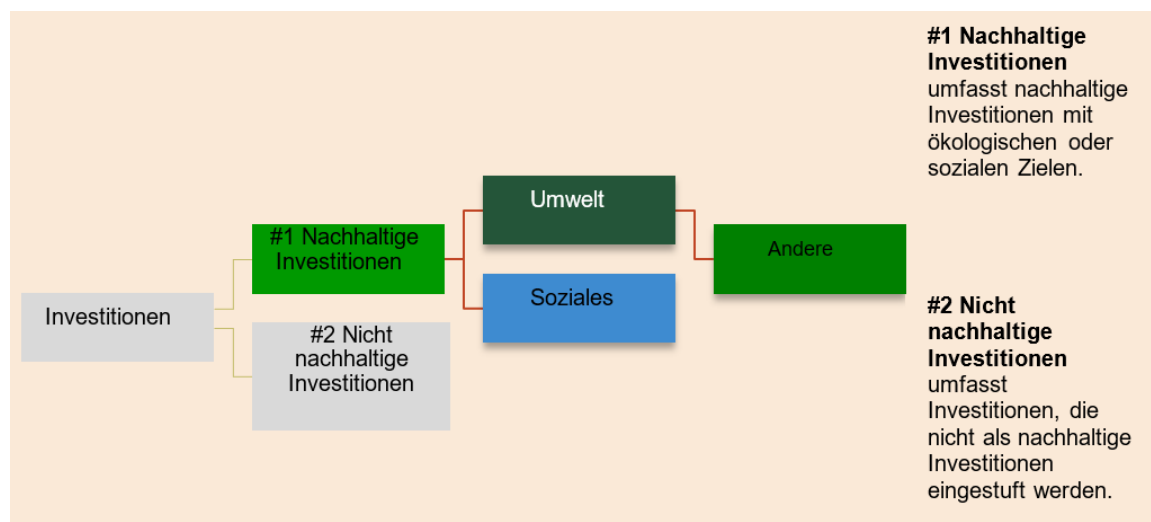 Investitionen
#1 Nachhaltige
Investitionen
#2 Nicht
nachhaltige
Investitionen
Umwelt
Soziales
Andere
#1 Nachhaltige
Investitionen
umfasst nachhaltige
Investitionen mit
ökologischen oder
sozialen Zielen.
#2 Nicht
nachhaltige
Investitionen
umfasst
Investitionen, die
nicht als nachhaltige
Investitionen
eingestuft werden.